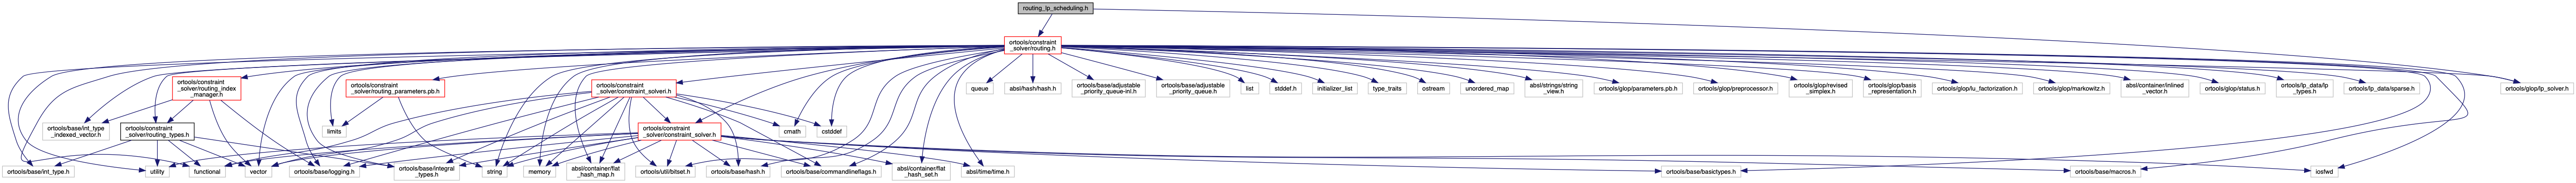 routing_lp_scheduling.h
ortools/constraint
_solver/routing.h
ortools/constraint
_solver/routing_index
_manager.h
ortools/constraint
_solver/routing_parameters.pb.h
ortools/constraint
_solver/constraint_solveri.h
queue
absl/hash/hash.h
ortools/base/adjustable
_priority_queue-inl.h
ortools/base/adjustable
_priority_queue.h
list
stddef.h
initializer_list
type_traits
ostream
unordered_map
absl/strings/string
_view.h
ortools/glop/parameters.pb.h
ortools/glop/preprocessor.h
ortools/glop/revised
_simplex.h
ortools/glop/basis
_representation.h
ortools/glop/lu_factorization.h
ortools/glop/markowitz.h
absl/container/inlined
_vector.h
ortools/glop/status.h
ortools/lp_data/lp
_types.h
ortools/lp_data/sparse.h
ortools/glop/lp_solver.h
ortools/base/int_type
_indexed_vector.h
ortools/constraint
_solver/routing_types.h
limits
ortools/constraint
_solver/constraint_solver.h
cmath
cstddef
ortools/base/int_type.h
utility
functional
vector
ortools/base/logging.h
ortools/base/integral
_types.h
string
memory
absl/container/flat
_hash_map.h
ortools/util/bitset.h
ortools/base/hash.h
ortools/base/commandlineflags.h
absl/container/flat
_hash_set.h
absl/time/time.h
ortools/base/basictypes.h
ortools/base/macros.h
iosfwd